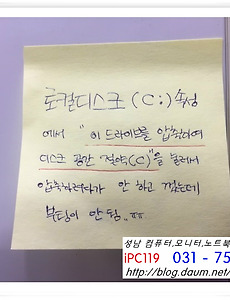 로컬디스크 (C:) 속성
에서 "이 드라이브를 압축하여
디스크 공간 절약(C)"을 눌러서
압축하려다가 안 하고 껐는데
부팅이 안 됨. ㅠㅠ
성남 컴퓨터,모니터,노트북
iPC119 031 - 75
http://blog.daum.net/